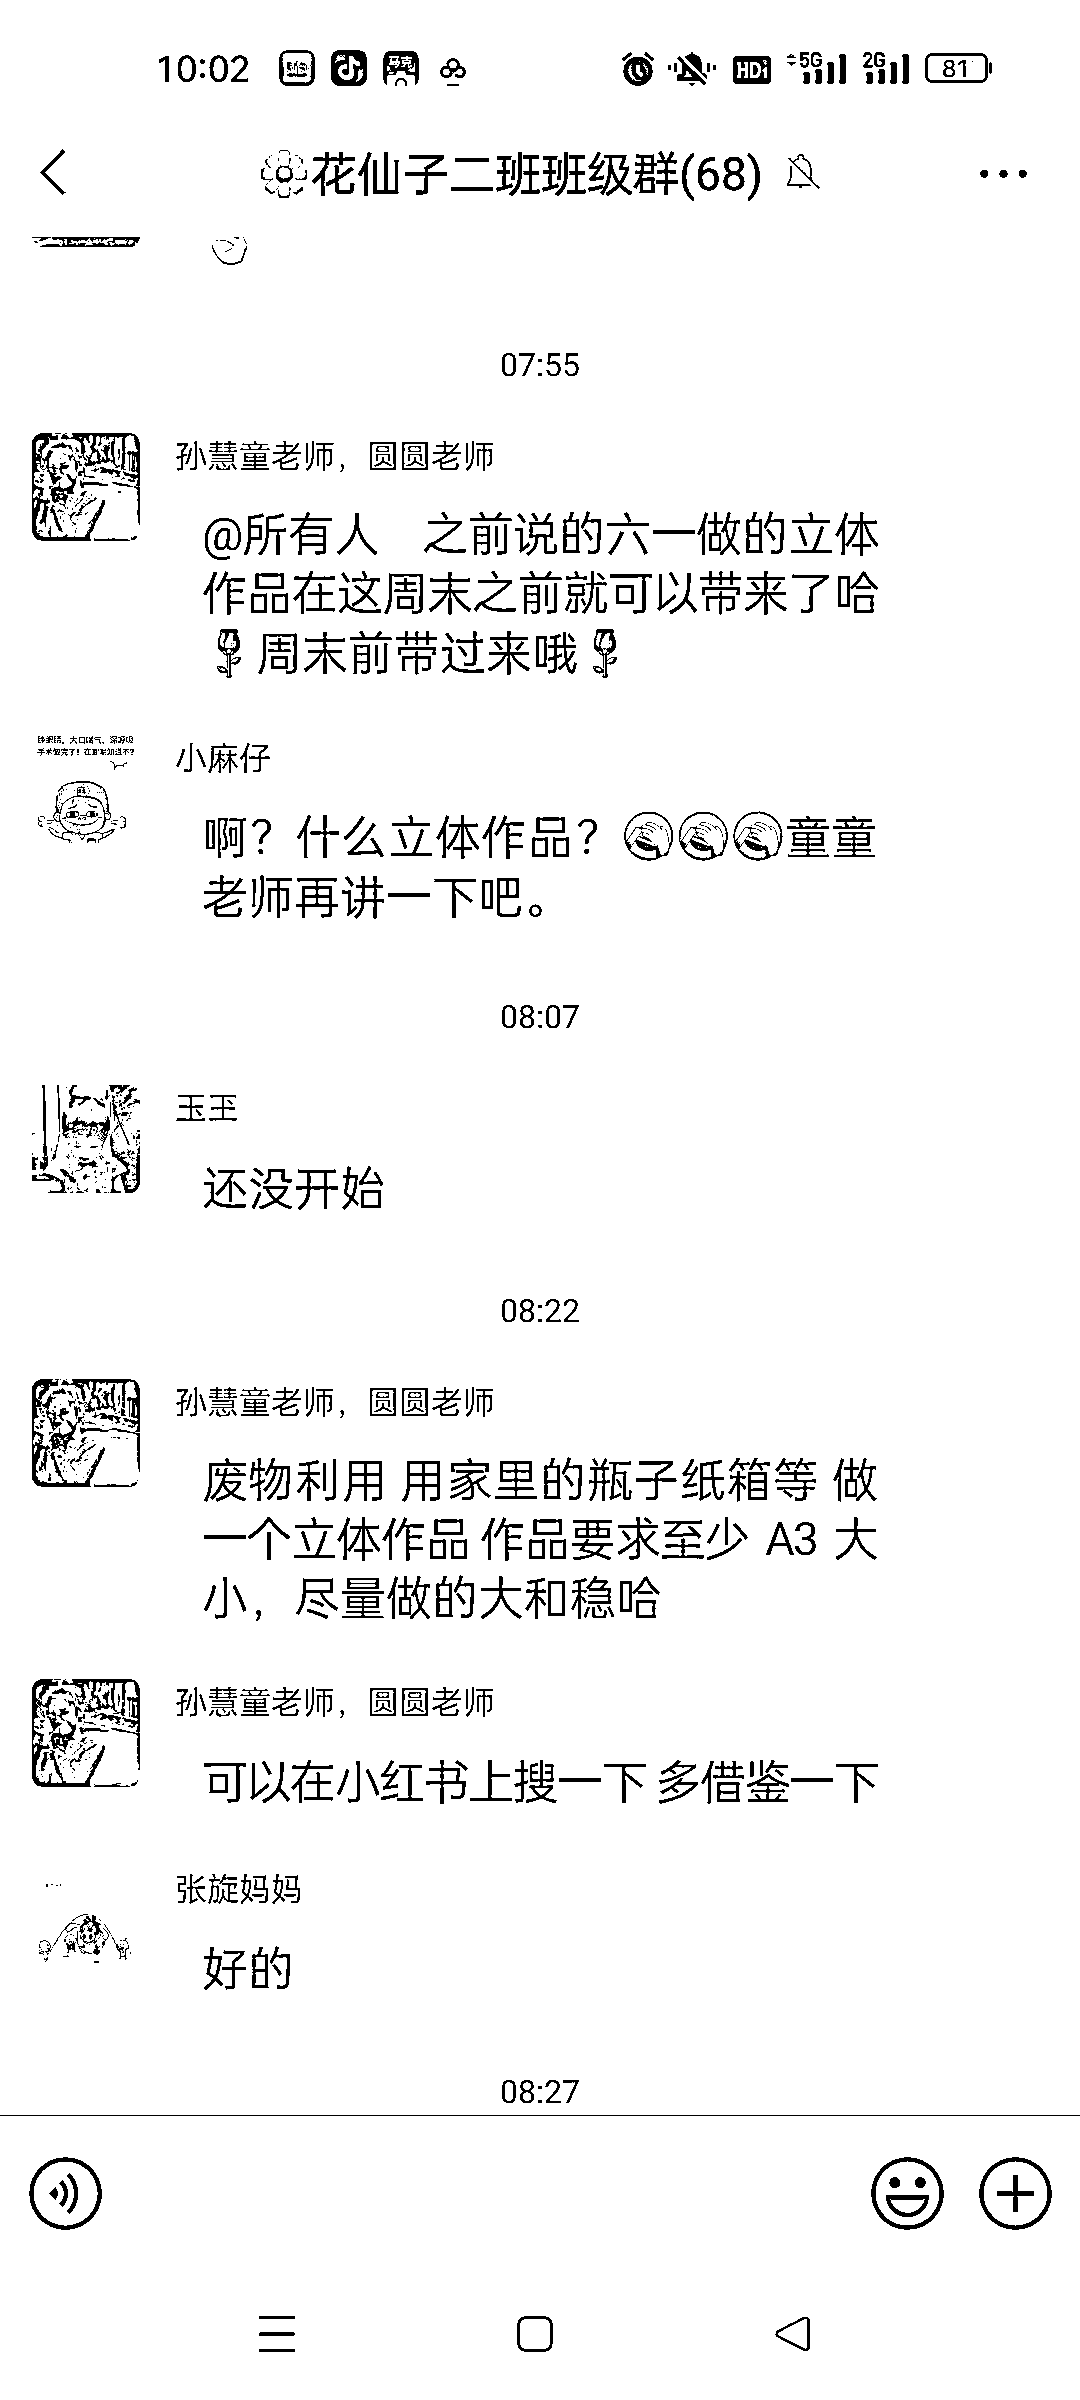 10:02
HDi 5G 2G 81
花仙子二班班级群(68)
07:55
孙慧童老师，圆圆老师
@所有人 之前说的六一做的立体
作品在这周末之前就可以带来了哈
周末前带过来哦
小麻仔
啊？什么立体作品？童童
老师再讲一下吧。
08:07
还没开始
08:22
孙慧童老师，圆圆老师
废物利用 用家里的瓶子纸箱等 做
一个立体作品 作品要求至少 A3 大
小，尽量做的大和稳哈
孙慧童老师，圆圆老师
可以在小红书上搜一下 多借鉴一下
张旋妈妈
好的
08:27